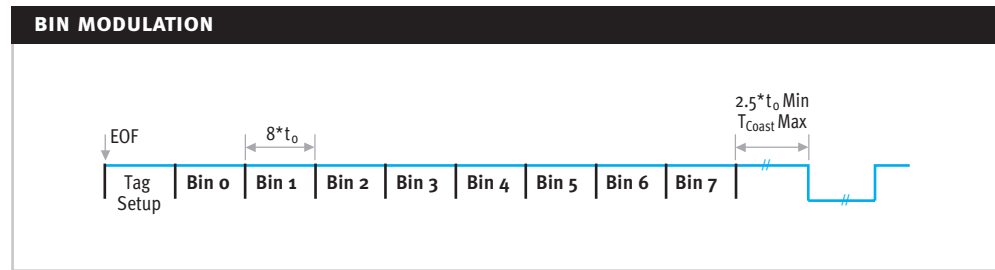 BIN MODULATION
2.5*t₀ Min
T_Coast Max
EOF
8*t₀
Tag Setup
Bin 0
Bin 1
Bin 2
Bin 3
Bin 4
Bin 5
Bin 6
Bin 7